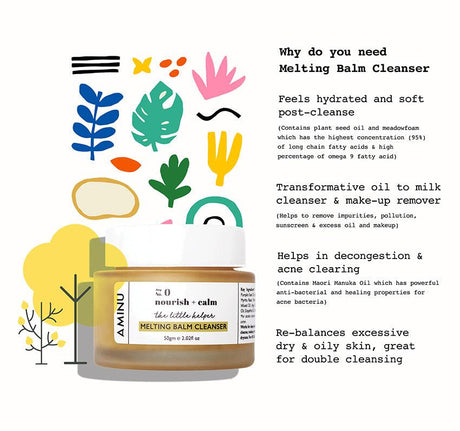 Why do you need
Melting Balm Cleanser
Feels hydrated and soft
post-cleanse
(Contains plant seed oil and meadowfoam
which has the highest concentration (95%)
of long chain fatty acids & high
percentage of omega 9 fatty acid)
Transformative oil to milk
cleanser & make-up remover
(Helps to remove impurities, pollution,
sunscreen & excess oil and makeup)
Helps in decongestion &
acne clearing
(Contains Maori Manuka Oil which has powerful
anti-bacterial and healing properties for
acne bacteria)
Re-balances excessive
dry & oily skin, great
for double cleansing
AMINU
0
nourish + calm
the little helper
MELTING BALM CLEANSER
50gm e 2.02fl oz